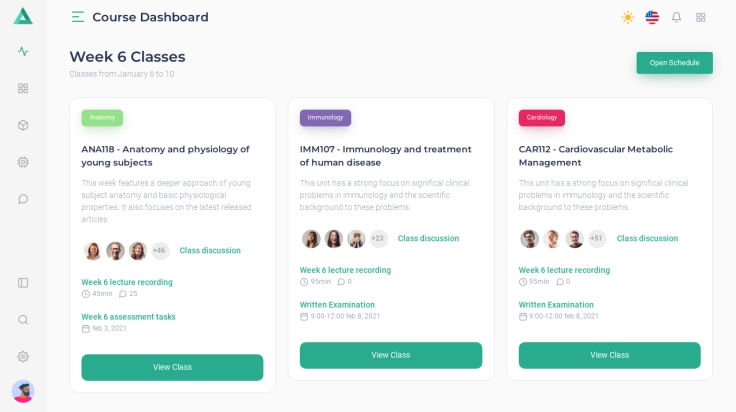 Course Dashboard
Week 6 Classes
Classes from January 6 to 10
Open Schedule
Anatomy
ANA118 - Anatomy and physiology of
young subjects
This week features a deeper approach of young
subject anatomy and basic physiological
properties. It also focuses on the latest released
articles.
+46
Class discussion
Week 6 lecture recording
45min
25
Week 6 assessment tasks
feb 3, 2021
View Class
Immunology
IMM107 - Immunology and treatment
of human disease
This unit has a strong focus on significal clinical
problems in immunology and the scientific
background to these problems.
+23
Class discussion
Week 6 lecture recording
95min
0
Written Examination
9:00-12:00 feb 8, 2021
View Class
Cardiology
CAR112 - Cardiovascular Metabolic
Management
This unit has a strong focus on significal clinical
problems in immunology and the scientific
background to these problems.
+51
Class discussion
Week 6 lecture recording
95min
0
Written Examination
9:00-12:00 feb 8, 2021
View Class